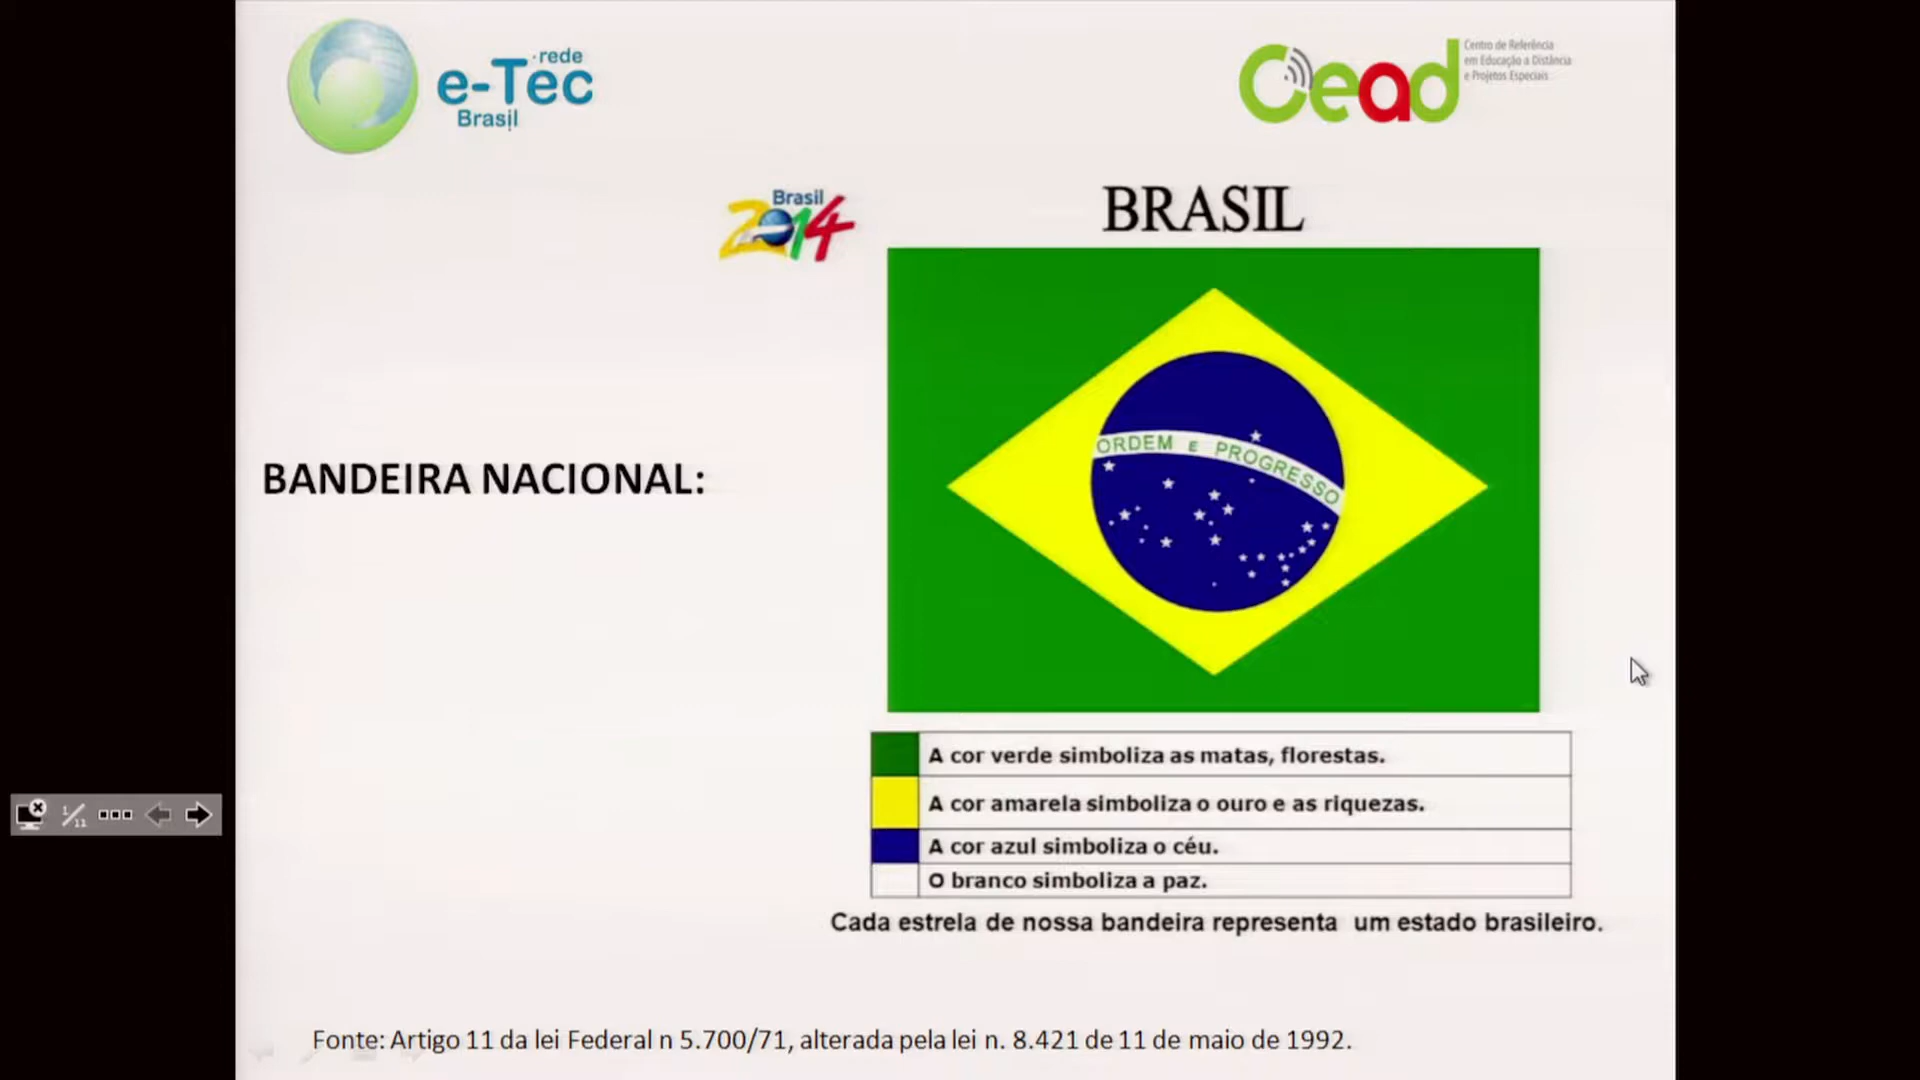 rede
e-Tec
Brasil
Cead
Centro de Referência
em Educação a Distância
e Projetos Especiais
Brasil
2014
BRASIL
ORDEM E PROGRESSO
BANDEIRA NACIONAL:
A cor verde simboliza as matas, florestas.
A cor amarela simboliza o ouro e as riquezas.
1/11
A cor azul simboliza o céu.
O branco simboliza a paz.
Cada estrela de nossa bandeira representa um estado brasileiro.
Fonte: Artigo 11 da lei Federal n 5.700/71, alterada pela lei n. 8.421 de 11 de maio de 1992.